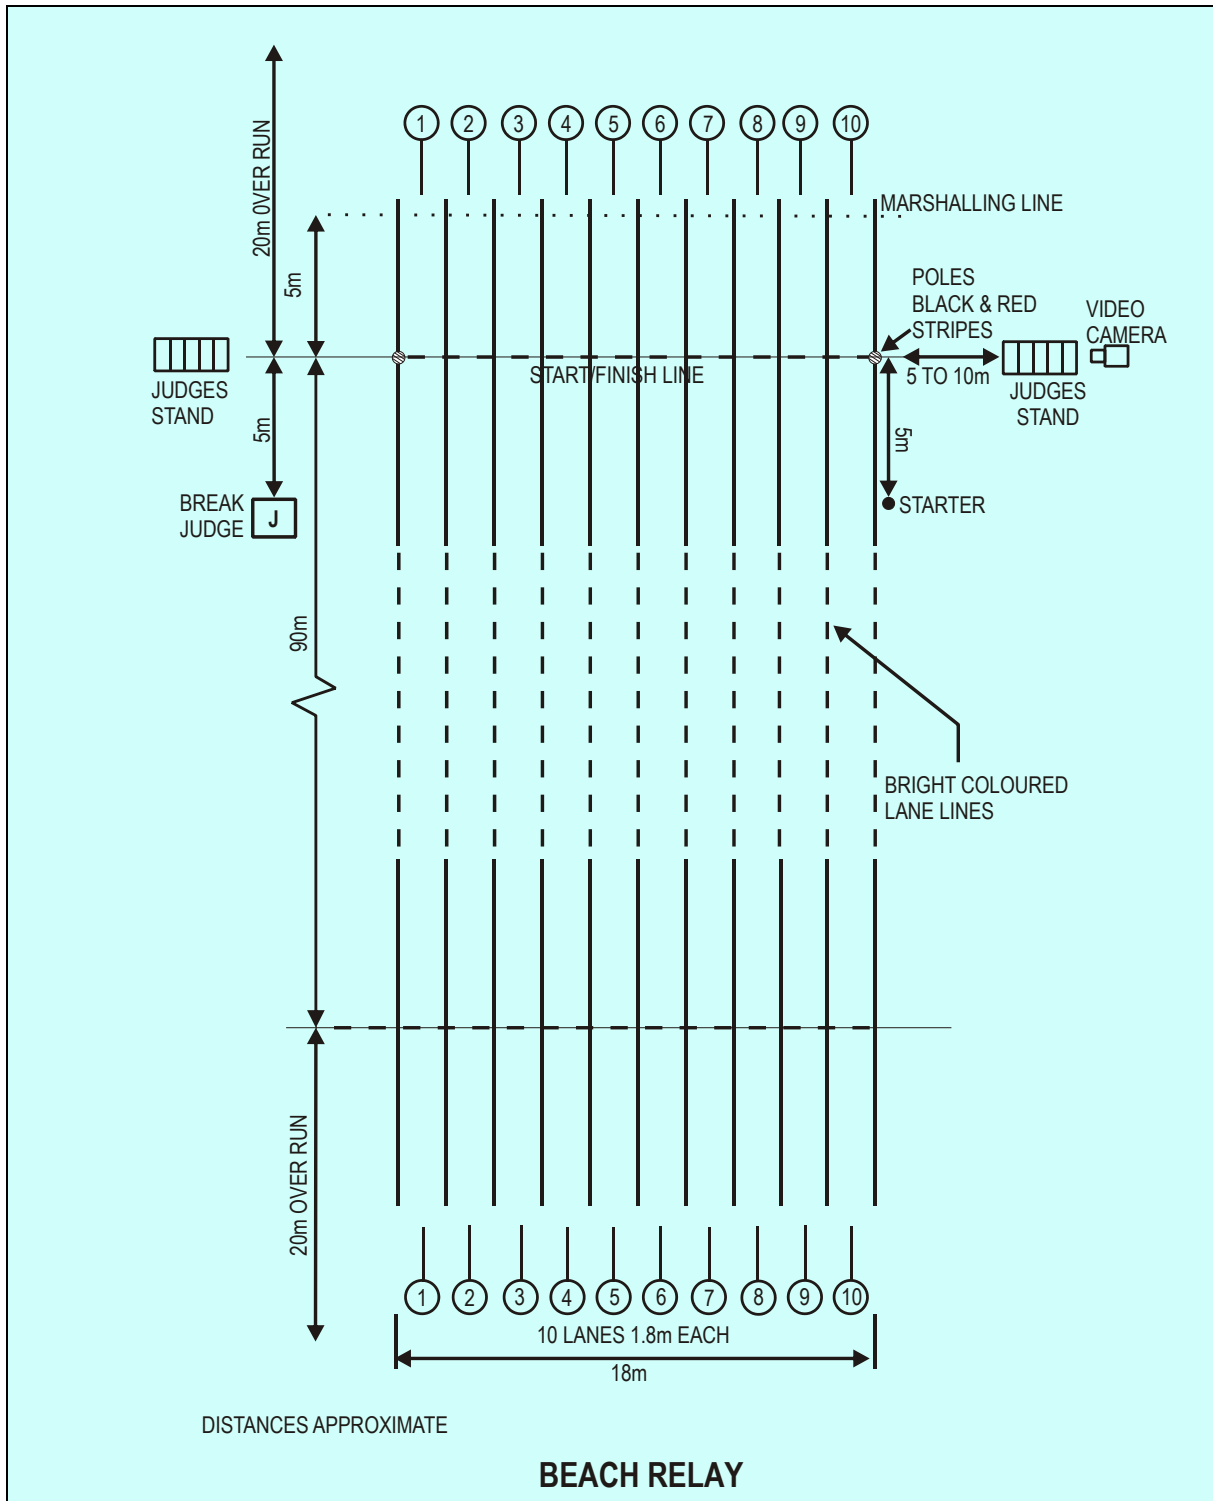 1 2 3 4 5 6 7 8 9 10
20m 0VER RUN
MARSHALLING LINE
5m
POLES
BLACK & RED
STRIPES
VIDEO
CAMERA
START/FINISH LINE
5 TO 10m
JUDGES
STAND
JUDGES
STAND
5m
5m
BREAK
JUDGE
J
STARTER
90m
BRIGHT COLOURED
LANE LINES
20m OVER RUN
1 2 3 4 5 6 7 8 9 10
10 LANES 1.8m EACH
18m
DISTANCES APPROXIMATE
BEACH RELAY